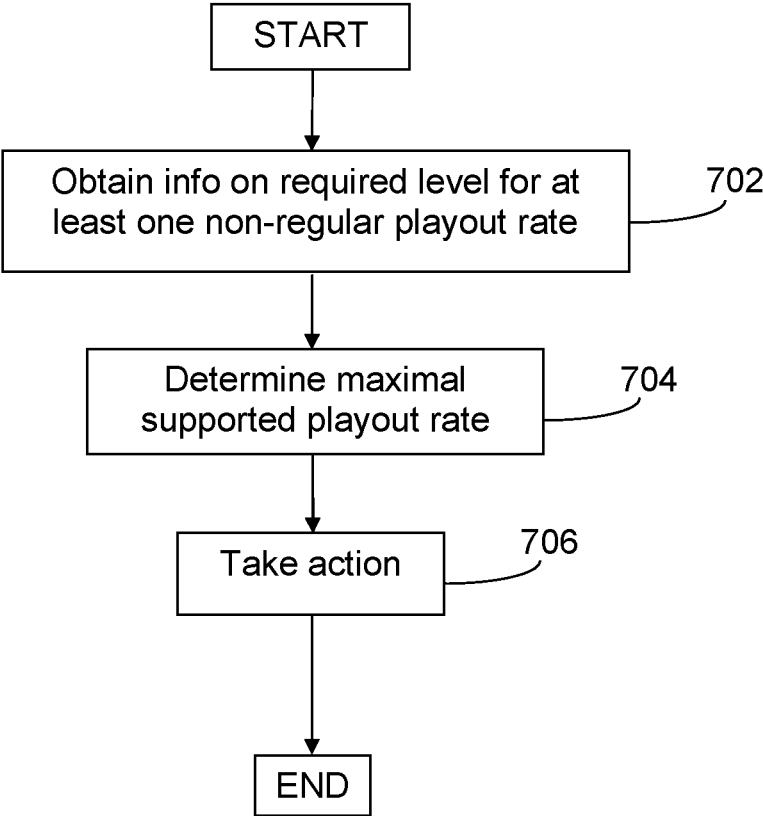 START
Obtain info on required level for at
least one non-regular playout rate
702
Determine maximal
supported playout rate
704
Take action
706
END